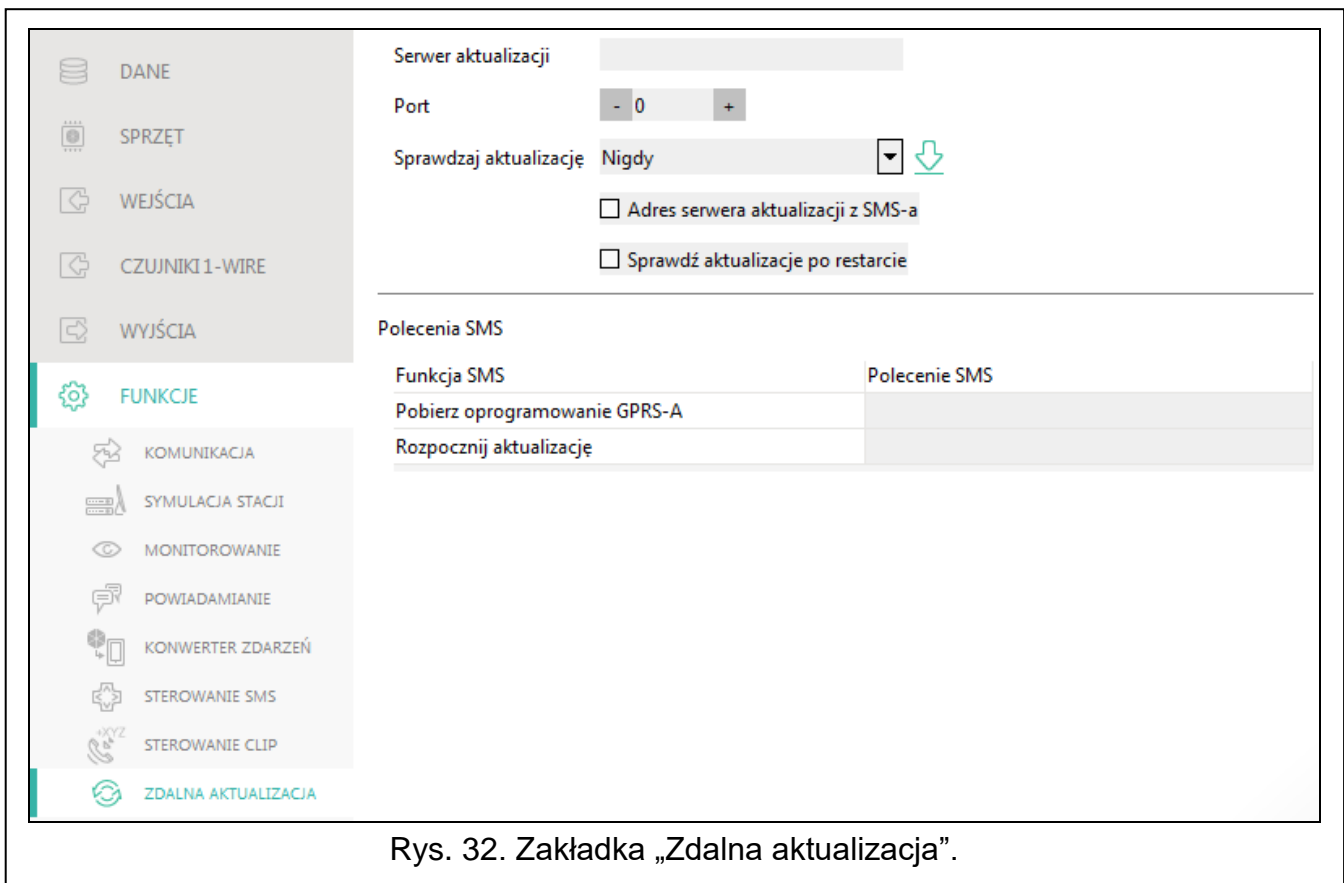 DANE
SPRZĘT
WEJŚCIA
CZUJNIKI 1-WIRE
WYJŚCIA
FUNKCJE
KOMUNIKACJA
SYMULACJA STACJI
MONITOROWANIE
POWIADAMIANIE
KONWERTER ZDARZEŃ
STEROWANIE SMS
+XYZ
STEROWANIE CLIP
ZDALNA AKTUALIZACJA
Serwer aktualizacji
Port - 0 +
Sprawdzaj aktualizację Nigdy
Adres serwera aktualizacji z SMS-a
Sprawdź aktualizacje po restarcie
Polecenia SMS
Funkcja SMS Polecenie SMS
Pobierz oprogramowanie GPRS-A
Rozpocznij aktualizację
Rys. 32. Zakładka „Zdalna aktualizacja”.